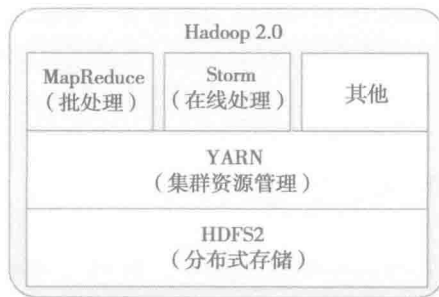 Hadoop 2.0
MapReduce
（批处理）
Storm
（在线处理）
其他
YARN
（集群资源管理）
HDFS2
（分布式存储）